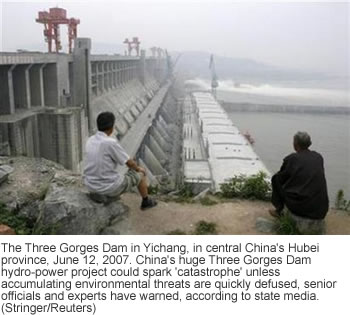 The Three Gorges Dam in Yichang, in central China's Hubei
province, June 12, 2007. China's huge Three Gorges Dam
hydro-power project could spark 'catastrophe' unless
accumulating environmental threats are quickly defused, senior
officials and experts have warned, according to state media.
(Stringer/Reuters)